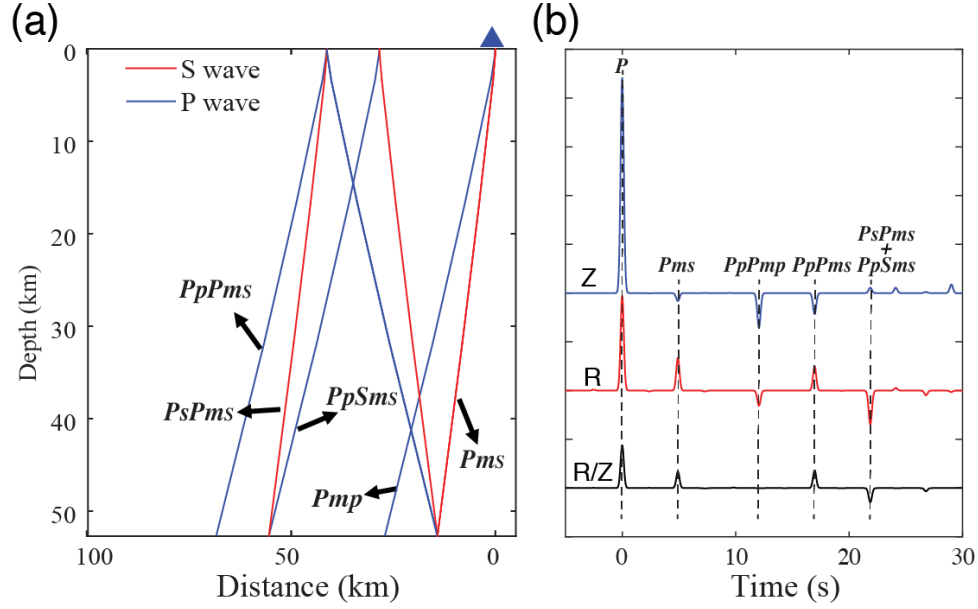 (a)
0
10
20
30
40
50
Depth (km)
S wave
P wave
PpPms
PsPms
PpSms
Pmp
Pms
100
50
0
Distance (km)
(b)
P
Z
Pms
PpPmp
PpPms
PsPms
+
PpSms
R
R/Z
0
10
20
30
Time (s)